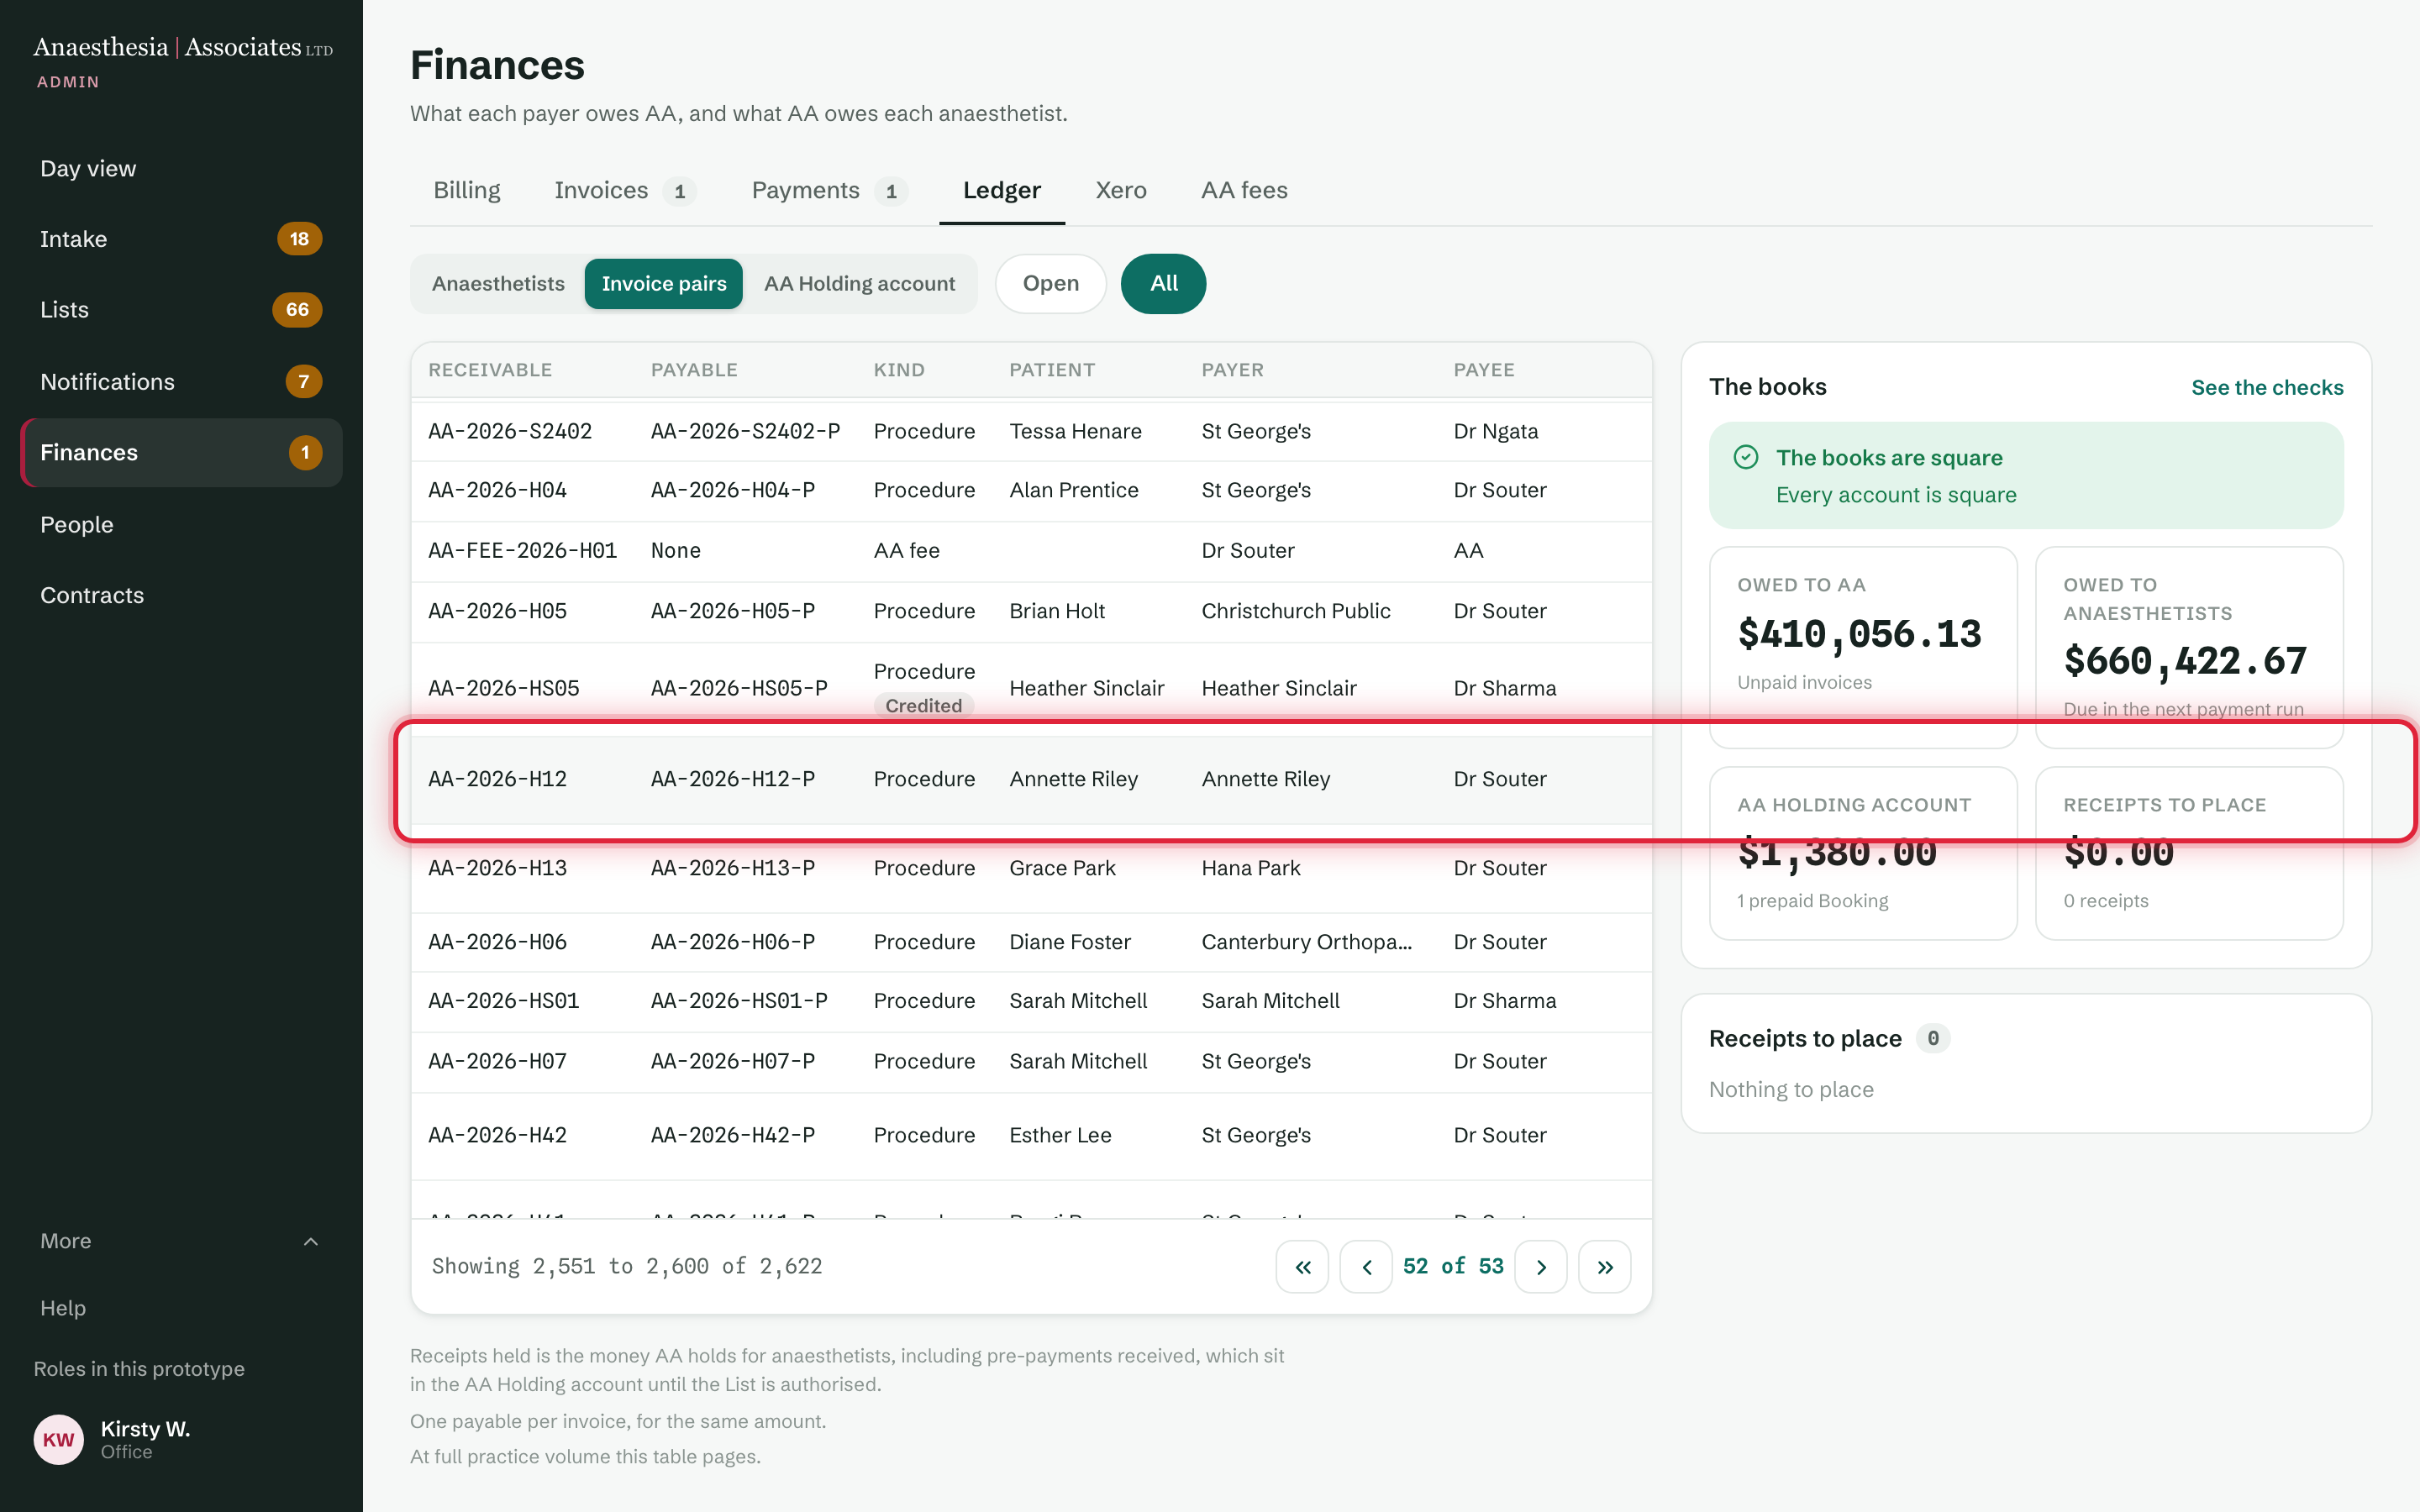 Anaesthesia | Associates LTD
ADMIN
Day view
Intake 18
Lists 66
Notifications 7
Finances 1
People
Contracts
More
Help
Roles in this prototype
KW
Kirsty W.
Office
Finances
What each payer owes AA, and what AA owes each anaesthetist.
Billing Invoices 1 Payments 1 Ledger Xero AA fees
Anaesthetists Invoice pairs AA Holding account Open All
RECEIVABLE PAYABLE KIND PATIENT PAYER PAYEE
AA-2026-S2402 AA-2026-S2402-P Procedure Tessa Henare St George's Dr Ngata
AA-2026-H04 AA-2026-H04-P Procedure Alan Prentice St George's Dr Souter
AA-FEE-2026-H01 None AA fee Dr Souter AA
AA-2026-H05 AA-2026-H05-P Procedure Brian Holt Christchurch Public Dr Souter
AA-2026-HS05 AA-2026-HS05-P Procedure Credited Heather Sinclair Heather Sinclair Dr Sharma
AA-2026-H12 AA-2026-H12-P Procedure Annette Riley Annette Riley Dr Souter
AA-2026-H13 AA-2026-H13-P Procedure Grace Park Hana Park Dr Souter
AA-2026-H06 AA-2026-H06-P Procedure Diane Foster Canterbury Orthopa... Dr Souter
AA-2026-HS01 AA-2026-HS01-P Procedure Sarah Mitchell Sarah Mitchell Dr Sharma
AA-2026-H07 AA-2026-H07-P Procedure Sarah Mitchell St George's Dr Souter
AA-2026-H42 AA-2026-H42-P Procedure Esther Lee St George's Dr Souter
Showing 2,551 to 2,600 of 2,622 « ‹ 52 of 53 › »
Receipts held is the money AA holds for anaesthetists, including pre-payments received, which sit
in the AA Holding account until the List is authorised.
One payable per invoice, for the same amount.
At full practice volume this table pages.
The books See the checks
The books are square
Every account is square
OWED TO AA
$410,056.13
Unpaid invoices
OWED TO
ANAESTHETISTS
$660,422.67
Due in the next payment run
AA HOLDING ACCOUNT
$1,380.00
1 prepaid Booking
RECEIPTS TO PLACE
$0.00
0 receipts
Receipts to place 0
Nothing to place